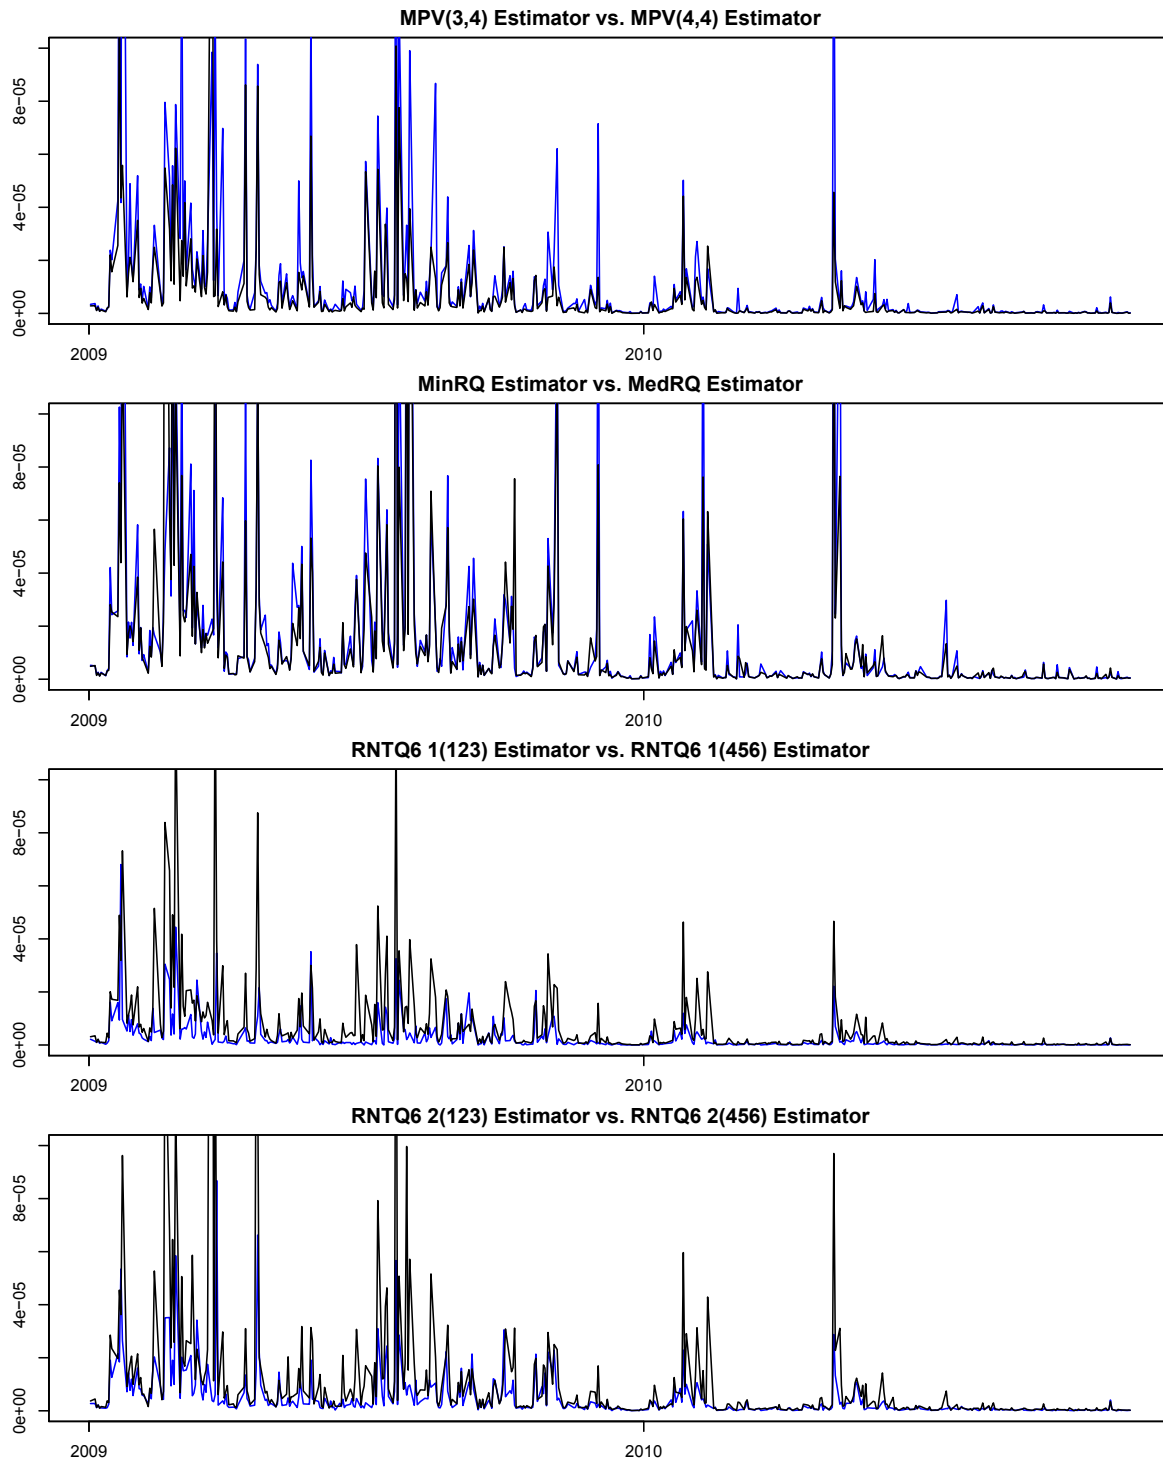 MPV(3,4) Estimator vs. MPV(4,4) Estimator
8e−05
4e−05
0e+00
2009 2010
MinRQ Estimator vs. MedRQ Estimator
8e−05
4e−05
0e+00
2009 2010
RNTQ6 1(123) Estimator vs. RNTQ6 1(456) Estimator
8e−05
4e−05
0e+00
2009 2010
RNTQ6 2(123) Estimator vs. RNTQ6 2(456) Estimator
8e−05
4e−05
0e+00
2009 2010